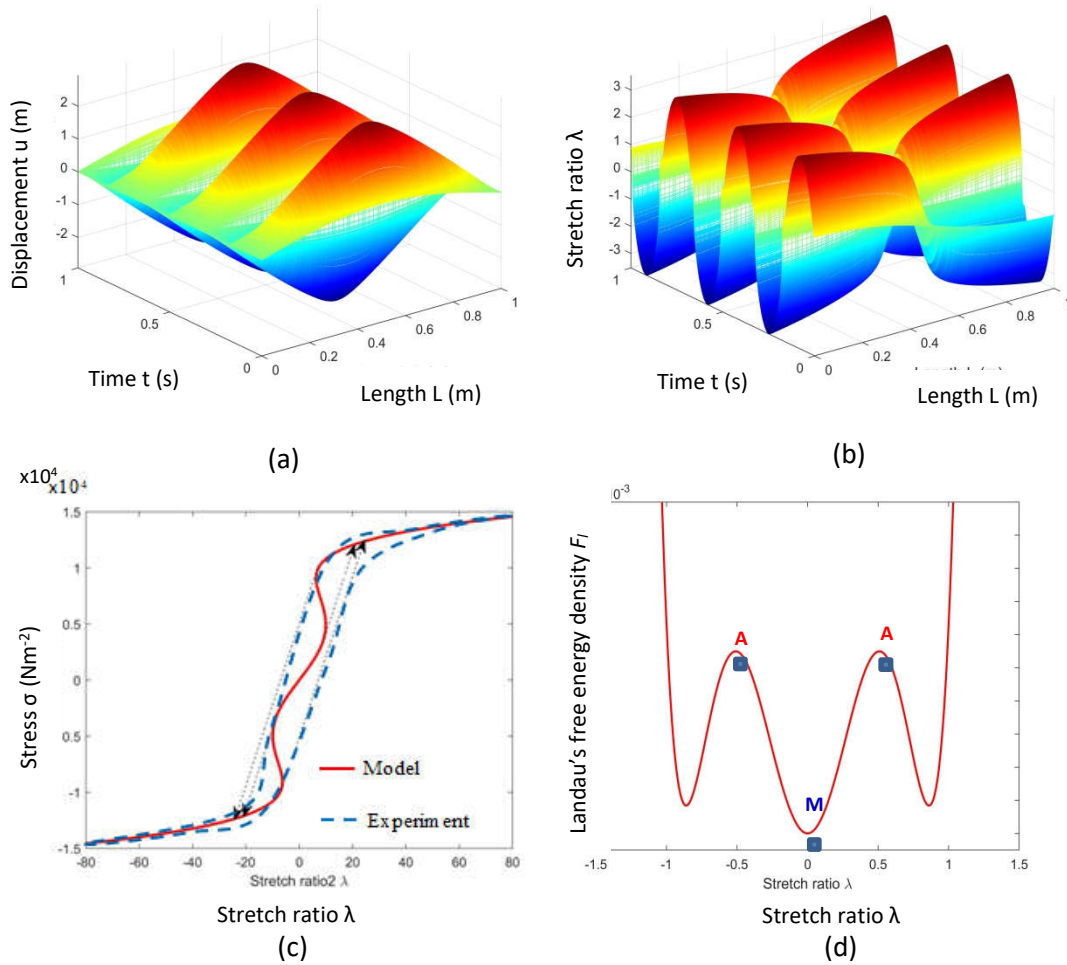 Displacement u (m)
2
1
0
-1
-2
1
0.5
0
0
0.2
0.4
0.6
0.8
1
Time t (s)
Length L (m)
(a)
Stretch ratio λ
3
2
1
0
-1
-2
-3
1
0.5
0
0
0.2
0.4
0.6
0.8
1
Time t (s)
Length L (m)
(b)
x10⁴
x10⁴
Stress σ (Nm⁻²)
1.5
1
0.5
0
0.5
-1
-1.5
-80
-60
-40
-20
0
20
40
60
80
Model
Experiment
Stretch ratio2 λ
Stretch ratio λ
(c)
0⁻³
Landau's free energy density Fₗ
A
A
M
-1.5
-1
-0.5
0
0.5
1
1.5
Stretch ratio λ
Stretch ratio λ
(d)